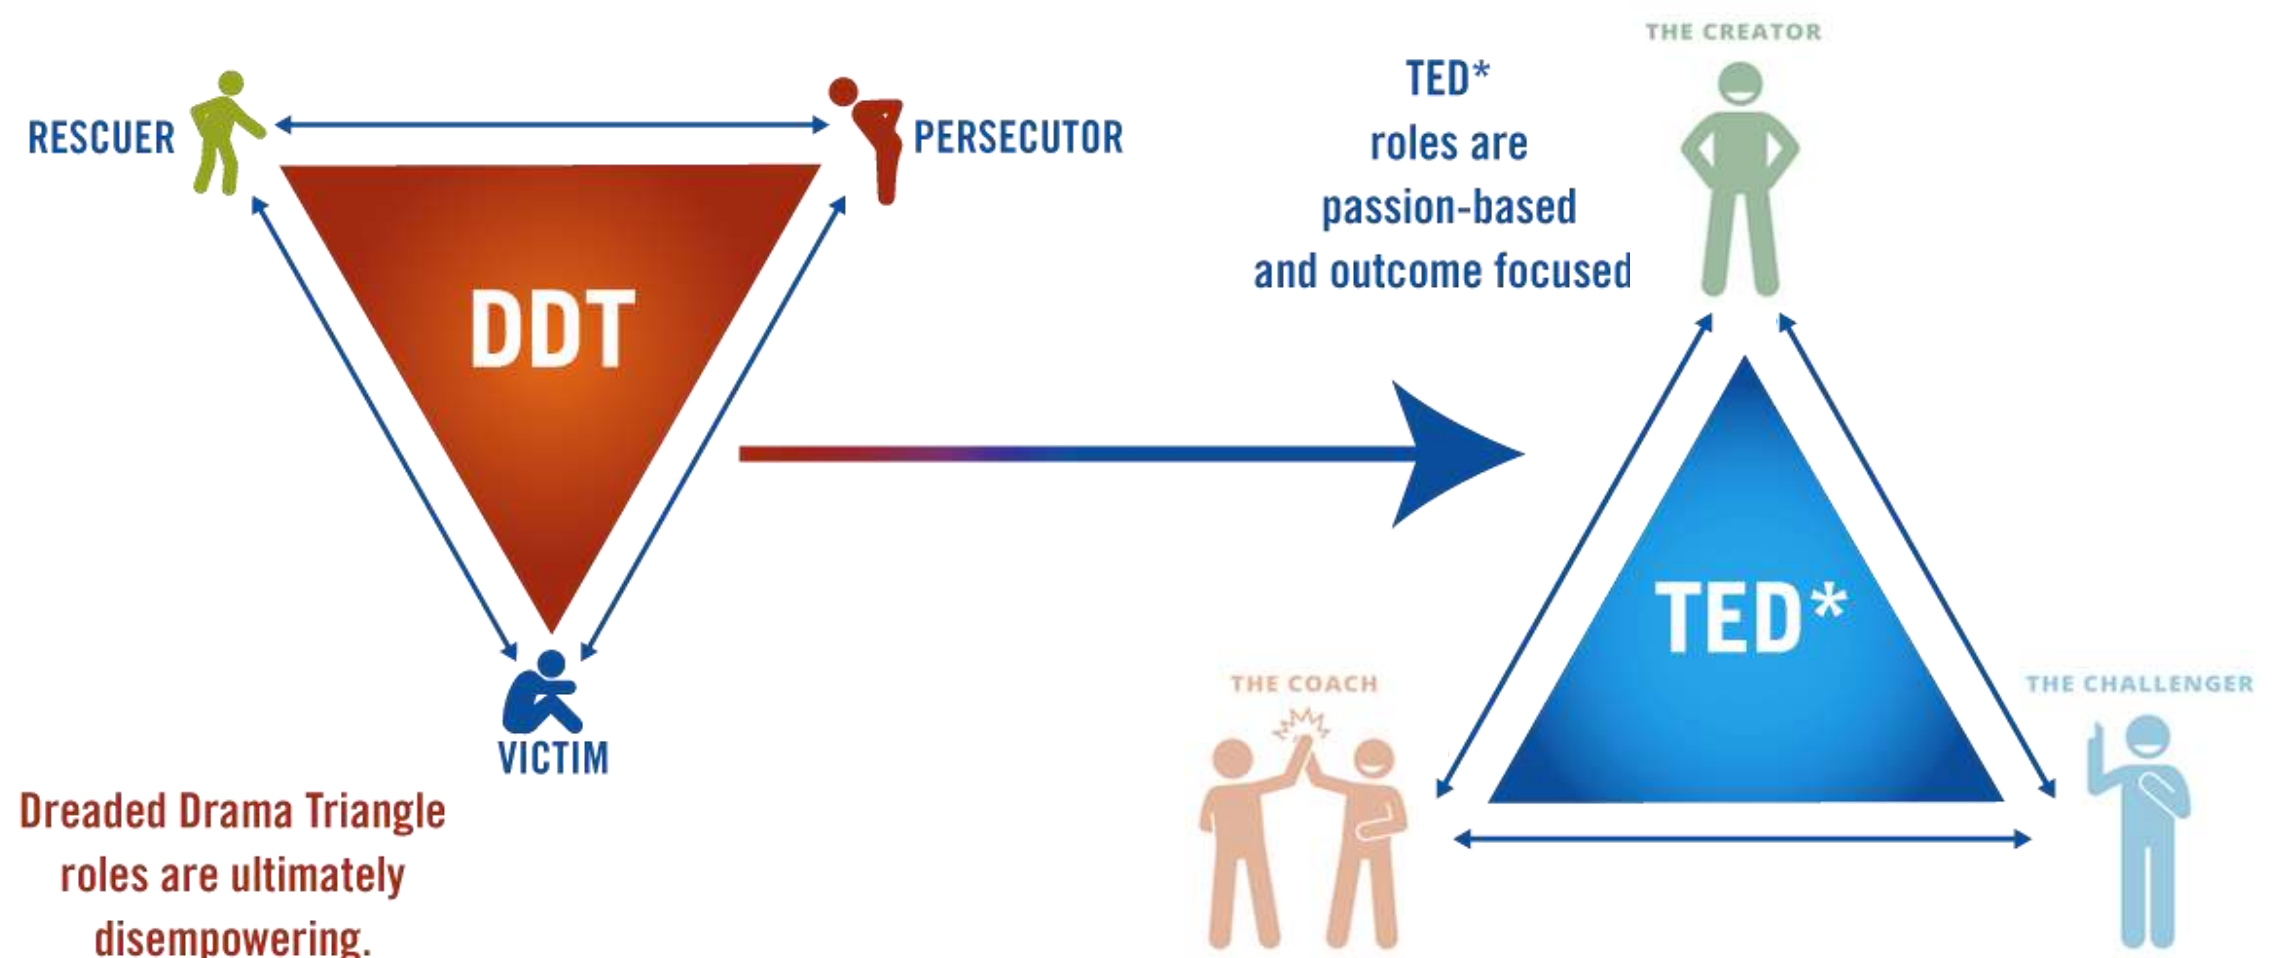 RESCUER
PERSECUTOR
DDT
VICTIM
Dreaded Drama Triangle
roles are ultimately
disempowering.
TED*
roles are
passion-based
and outcome focused
THE CREATOR
TED*
THE COACH
THE CHALLENGER